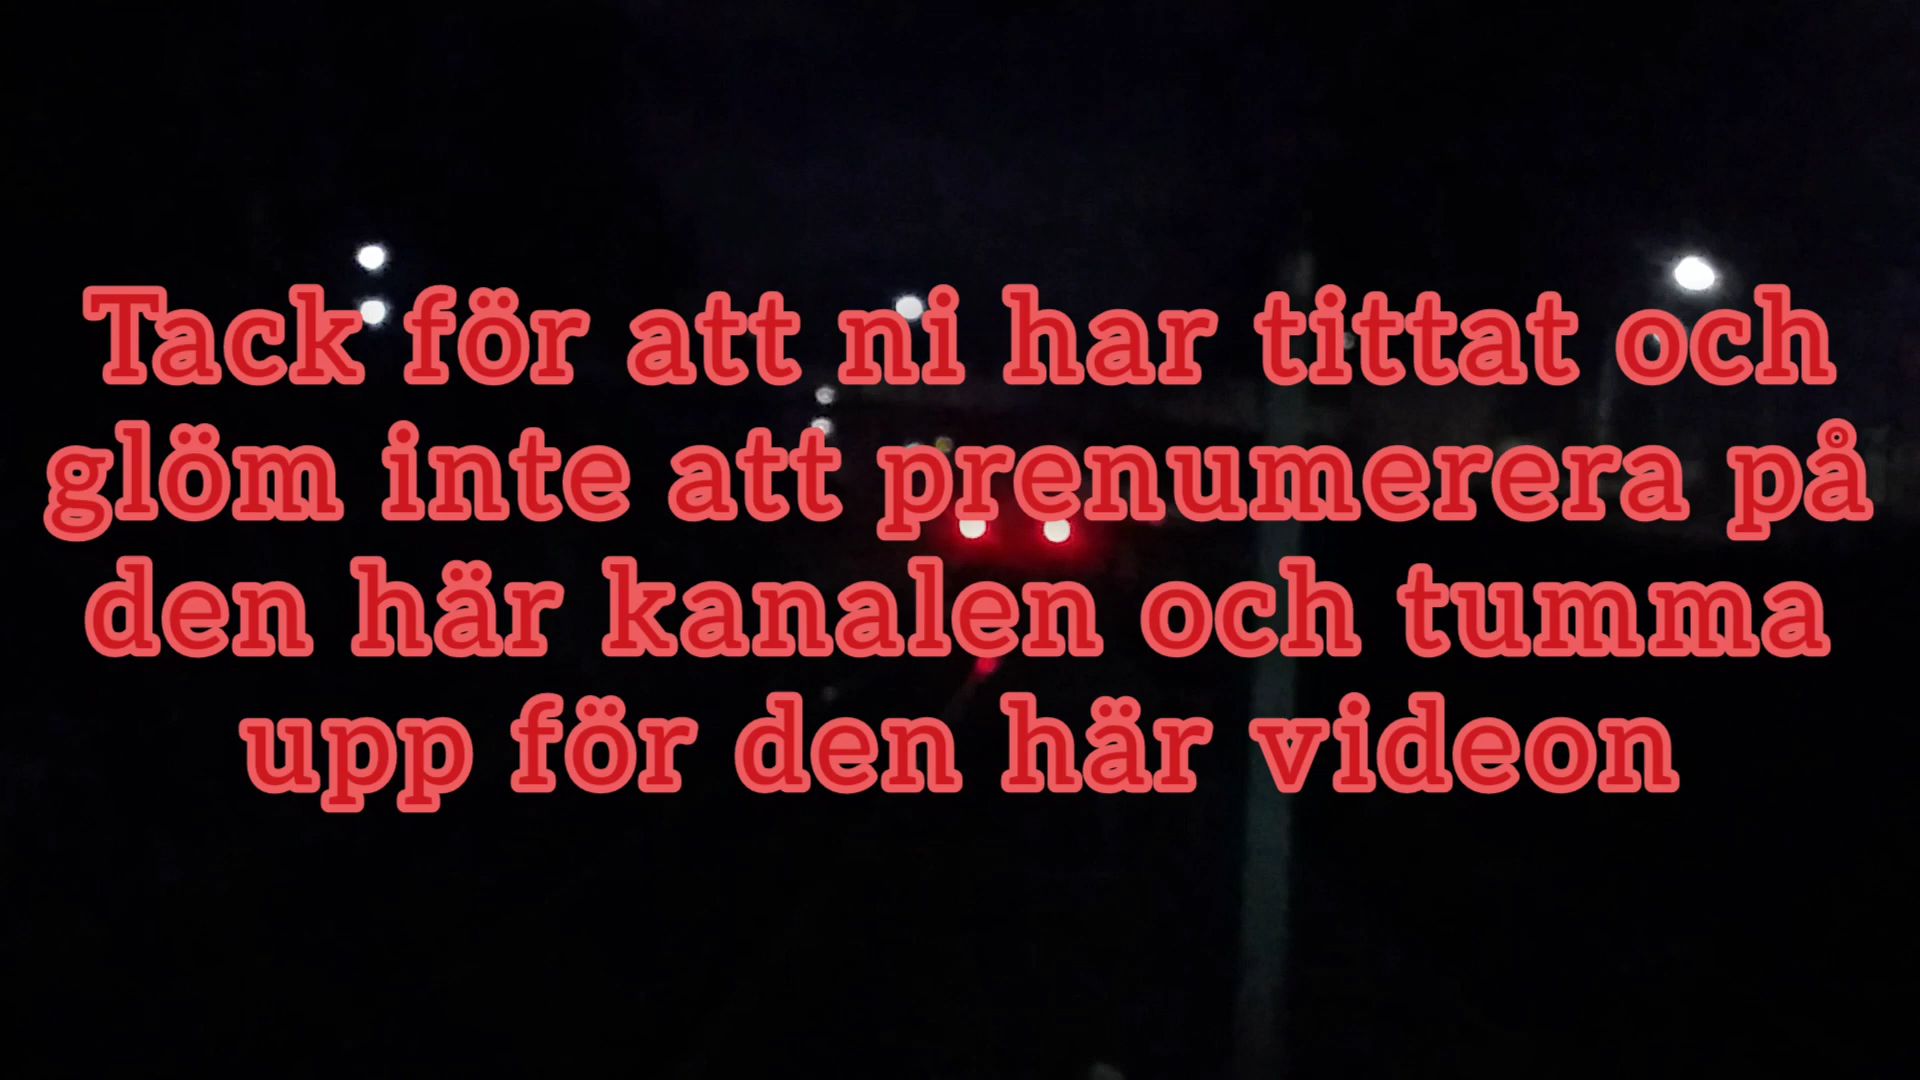 Tack för att ni har tittat och
glöm inte att prenumerera på
den här kanalen och tumma
upp för den här videon